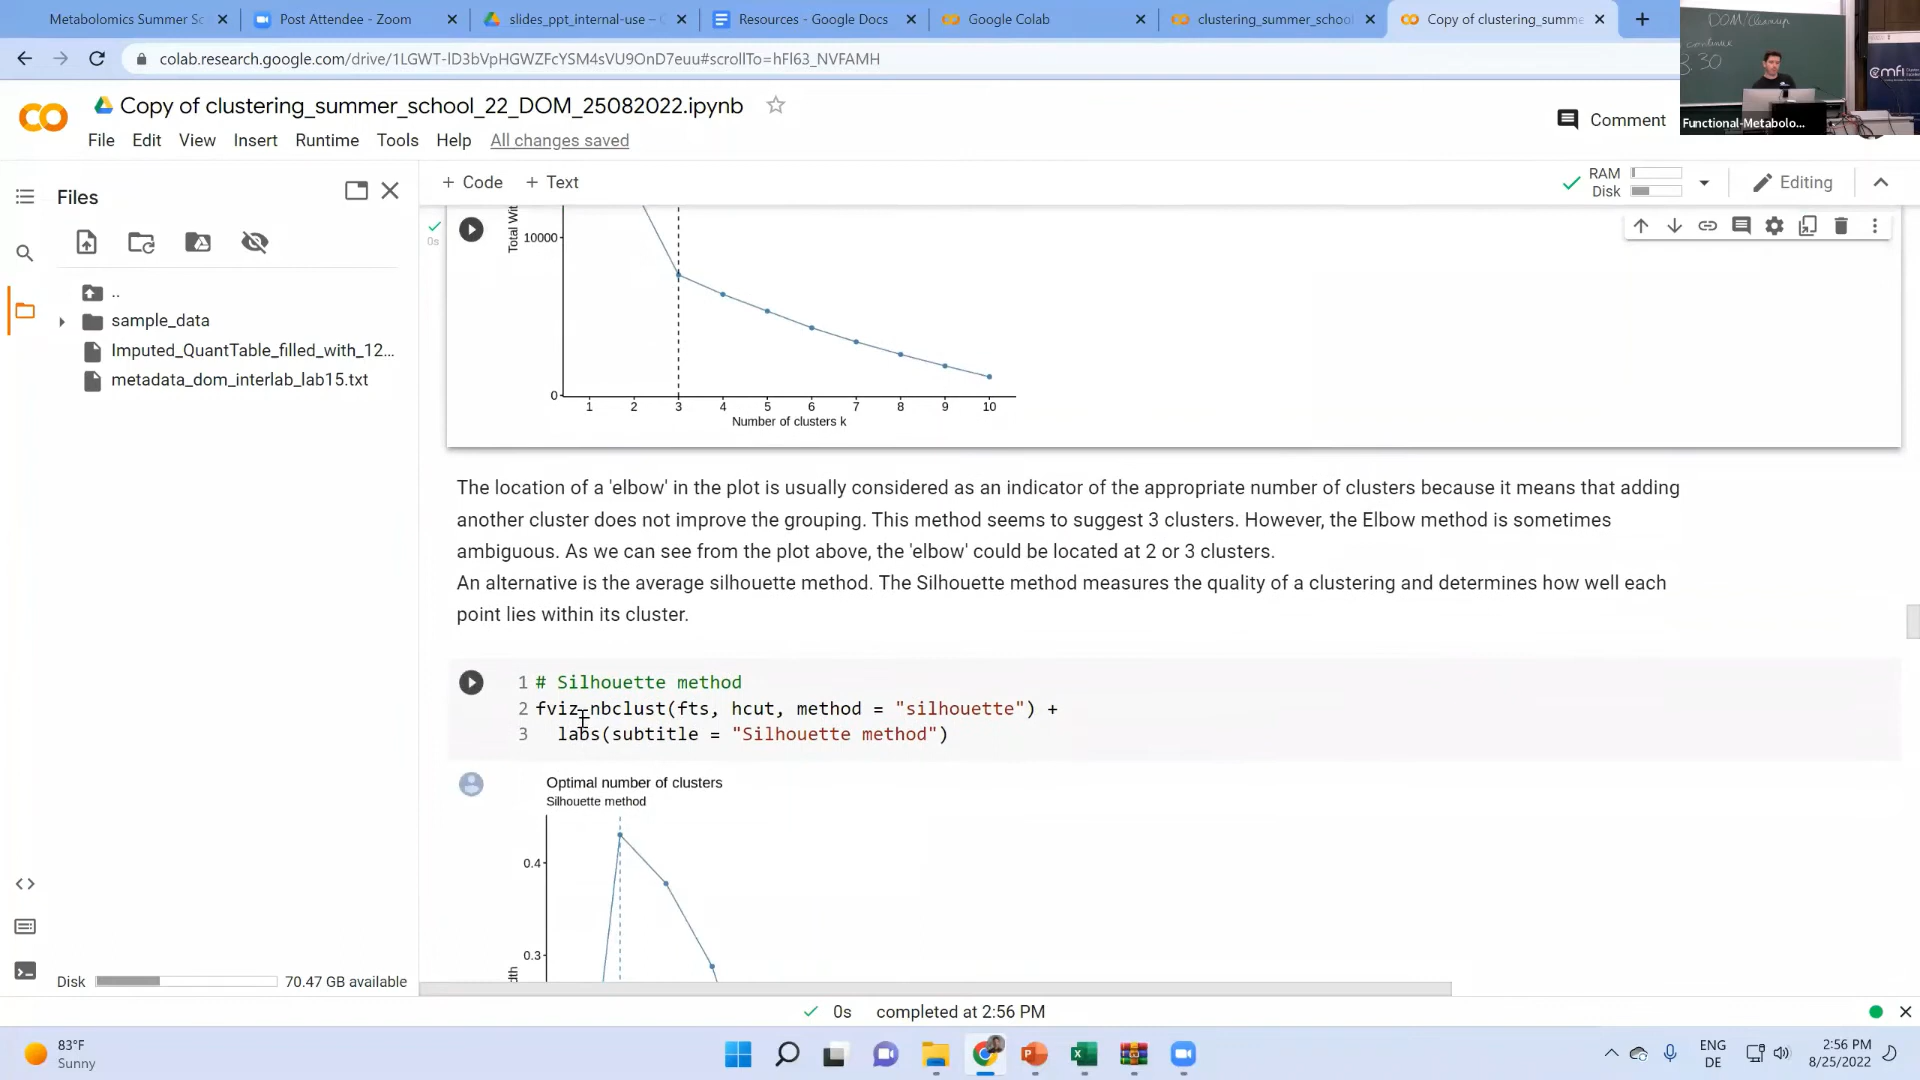 Metabolomics Summer Sc
Post Attendee - Zoom
slides_ppt_internal-use –
Resources - Google Docs
Google Colab
clustering_summer_school
Copy of clustering_summe
colab.research.google.com/drive/1LGWT-lD3bVpHGWZFcYSM4sVU9OnD7euu#scrollTo=hFl63_NVFAMH
DOM Cleanup
continue
3.30
cmfi
Functional-Metabolo...
Copy of clustering_summer_school_22_DOM_25082022.ipynb
Comment
File Edit View Insert Runtime Tools Help All changes saved
Files
+ Code + Text
RAM
Disk
Editing
..
sample_data
Imputed_QuantTable_filled_with_12...
metadata_dom_interlab_lab15.txt
0s
Total Wit
10000
0
1 2 3 4 5 6 7 8 9 10
Number of clusters k
The location of a 'elbow' in the plot is usually considered as an indicator of the appropriate number of clusters because it means that adding
another cluster does not improve the grouping. This method seems to suggest 3 clusters. However, the Elbow method is sometimes
ambiguous. As we can see from the plot above, the 'elbow' could be located at 2 or 3 clusters.
An alternative is the average silhouette method. The Silhouette method measures the quality of a clustering and determines how well each
point lies within its cluster.
1 # Silhouette method
2 fviz_nbclust(fts, hcut, method = "silhouette") +
3 labs(subtitle = "Silhouette method")
Optimal number of clusters
Silhouette method
0.4
0.3
dth
Disk 70.47 GB available
0s completed at 2:56 PM
83°F
Sunny
ENG
DE
2:56 PM
8/25/2022